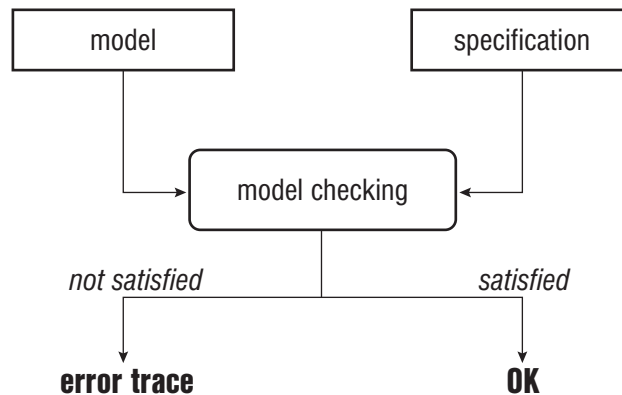 model
specification
model checking
not satisfied
satisfied
error trace
OK